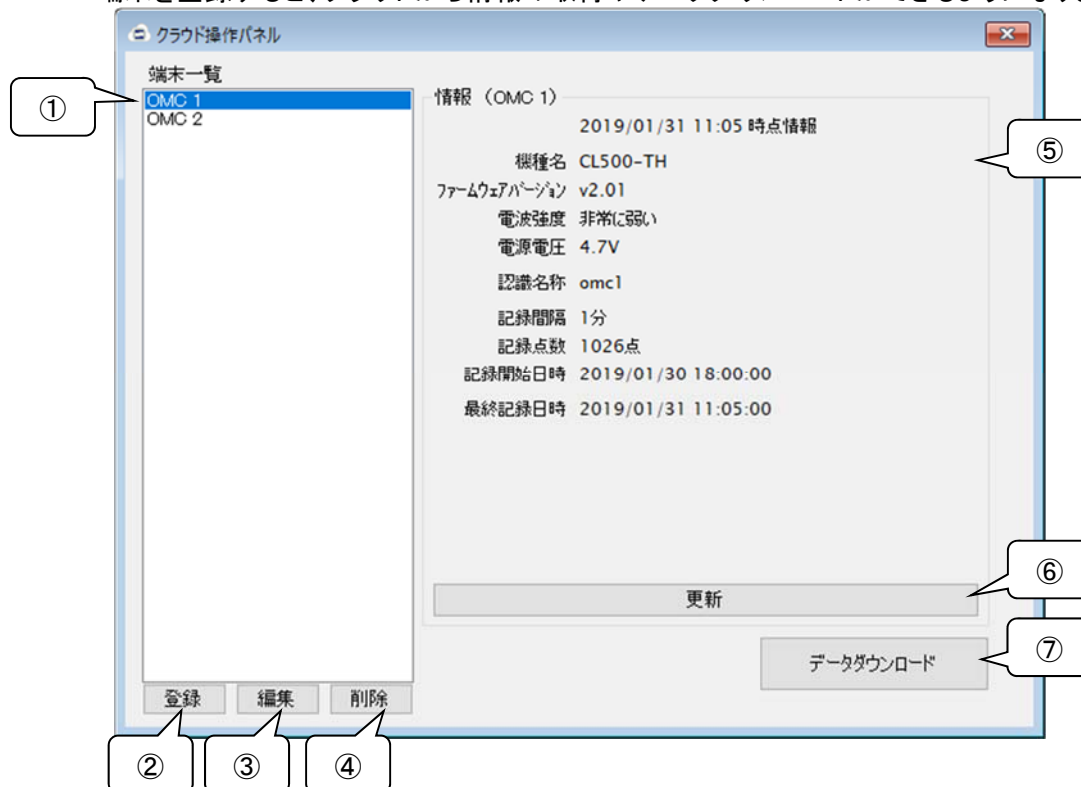 クラウド操作パネル
端末一覧
①
OMC 1
OMC 2
情報 (OMC 1)
2019/01/31 11:05 時点情報
⑤
機種名 CL500-TH
ファームウェアバージョン v2.01
電波強度 非常に弱い
電源電圧 4.7V
認識名称 omc1
記録間隔 1分
記録点数 1026点
記録開始日時 2019/01/30 18:00:00
最終記録日時 2019/01/31 11:05:00
⑥
更新
⑦
データダウンロード
登録 編集 削除
② ③ ④